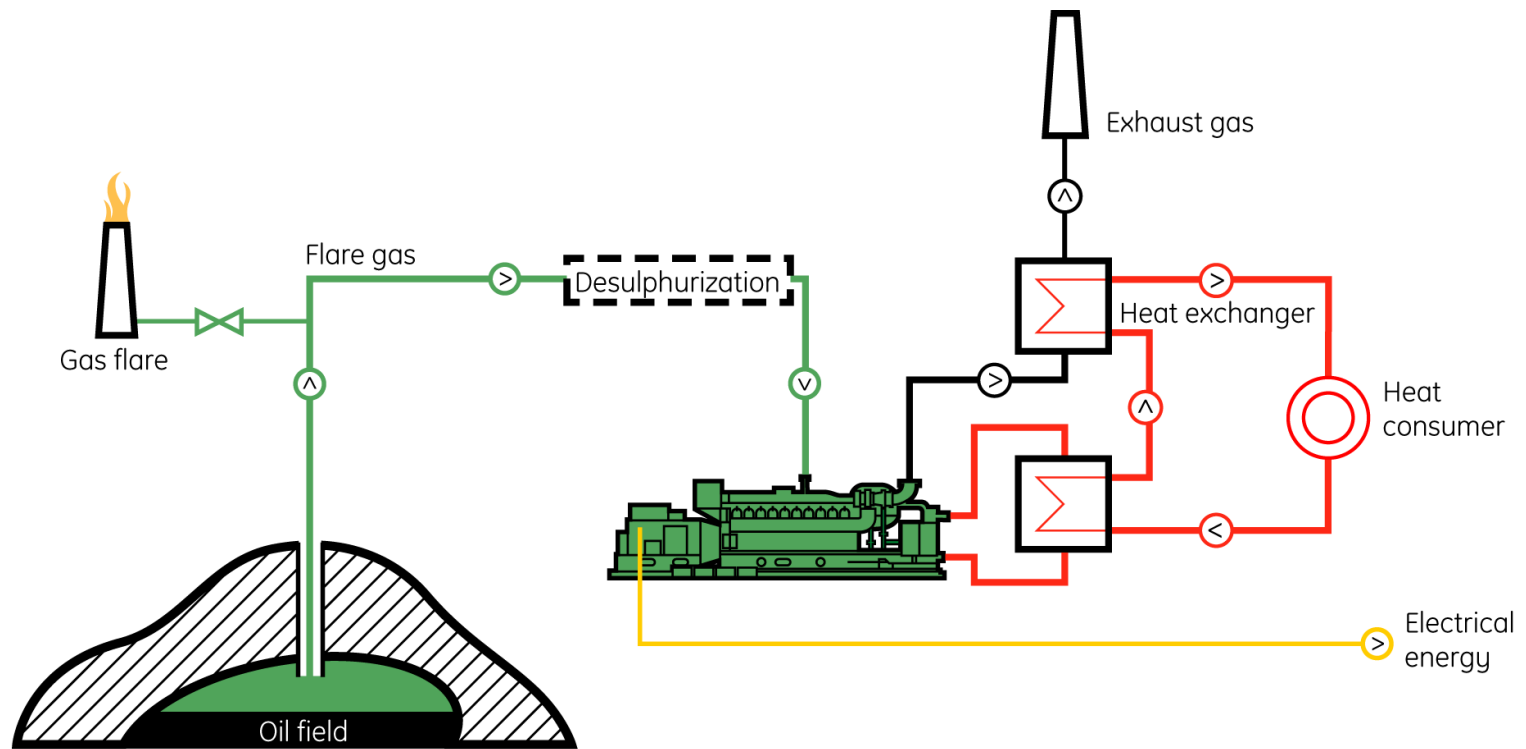 Exhaust gas
Flare gas
Desulphurization
Heat exchanger
Gas flare
Heat
consumer
Electrical
energy
Oil field